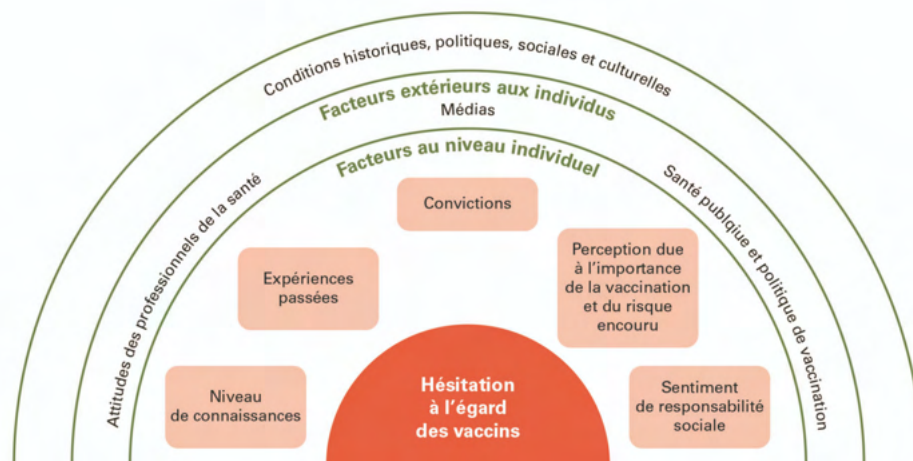 Conditions historiques, politiques, sociales et culturelles
Facteurs extérieurs aux individus
Médias
Attitudes des professionnels de la santé
Santé publqiue et politique de vaccination
Facteurs au niveau individuel
Convictions
Expériences
passées
Perception due
à l'importance
de la vaccination
et du risque
encouru
Niveau
de connaissances
Hésitation
à l'égard
des vaccins
Sentiment
de responsabilité
sociale